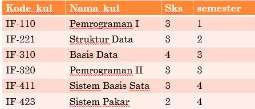 Kode_kul Nama_kul Sks semester
IF-110 Pemrograman I 3 1
IF-221 Struktur Data 3 2
IF-310 Basis Data 4 3
IF-320 Pemrograman II 3 3
IF-411 Sistem Basis Sata 3 4
IF-423 Sistem Pakar 2 4